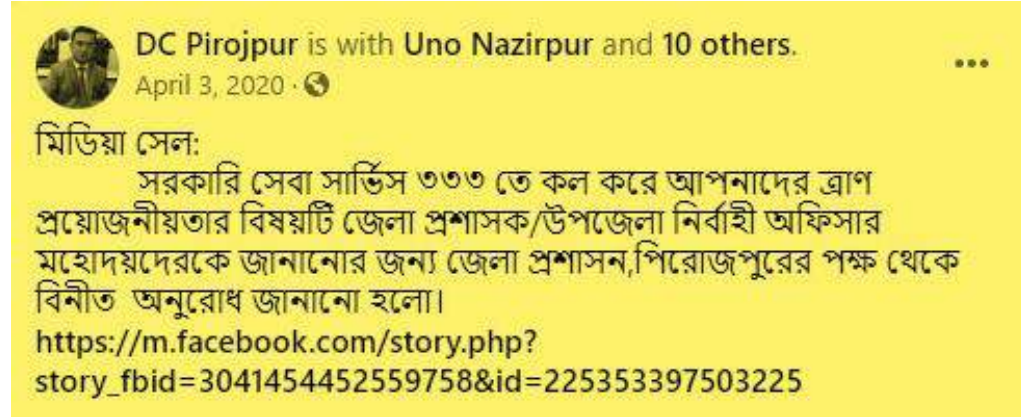 DC Pirojpur is with Uno Nazirpur and 10 others.
April 3, 2020 ·
মিডিয়া সেল:
সরকারি সেবা সার্ভিস ৩৩৩ তে কল করে আপনাদের ত্রাণ
প্রয়োজনীয়তার বিষয়টি জেলা প্রশাসক/উপজেলা নির্বাহী অফিসার
মহোদয়দেরকে জানানোর জন্য জেলা প্রশাসন,পিরোজপুরের পক্ষ থেকে
বিনীত অনুরোধ জানানো হলো।
https://m.facebook.com/story.php?
story_fbid=3041454452559758&id=225353397503225